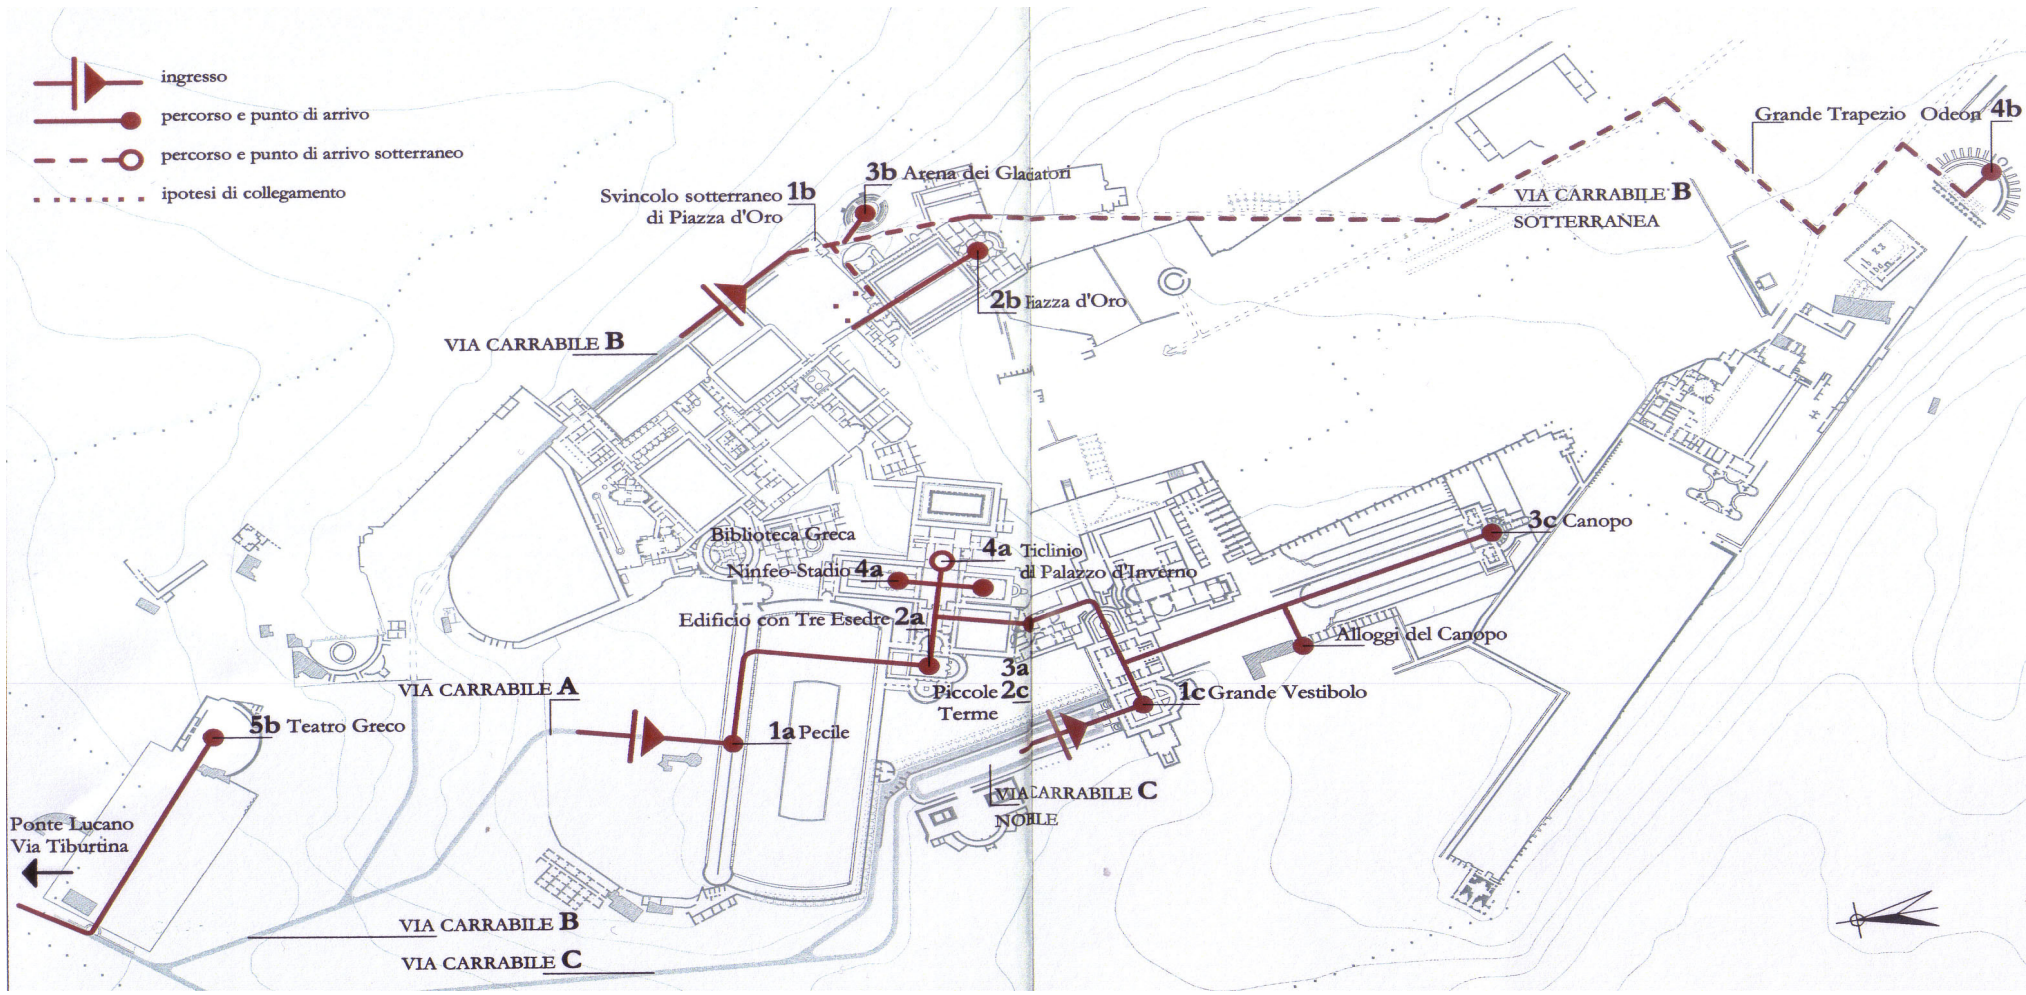 ingresso
percorso e punto di arrivo
percorso e punto di arrivo sotterraneo
ipotesi di collegamento
Grande Trapezio
Odeon 4b
3b Arena dei Gladiatori
Svincolo sotterraneo 1b
di Piazza d'Oro
VIA CARRABILE B
SOTTERRANEA
2b Piazza d'Oro
VIA CARRABILE B
Biblioteca Greca
3c Canopo
4a Ticlinio
di Palazzo d'Inverno
Ninfeo-Stadio 4a
Edificio con Tre Esedre 2a
Alloggi del Canopo
3a
Piccole 2c
Terme
1c Grande Vestibolo
VIA CARRABILE A
5b Teatro Greco
1a Pecile
VIA CARRABILE C
NOBILE
Ponte Lucano
Via Tiburtina
VIA CARRABILE B
VIA CARRABILE C